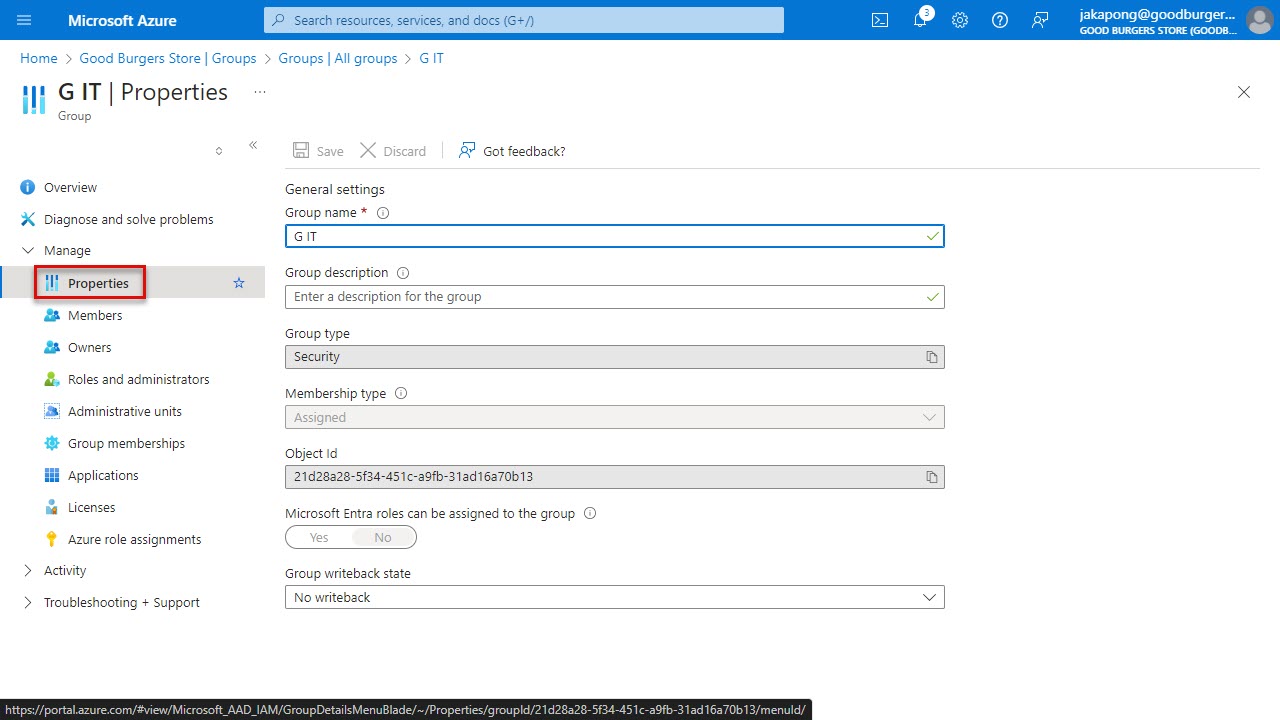 Microsoft Azure
Search resources, services, and docs (G+/)
3
jakapong@goodburger...
GOOD BURGERS STORE (GOODB...
Home > Good Burgers Store | Groups > Groups | All groups > G IT
G IT | Properties ...
Group
Save Discard Got feedback?
Overview
Diagnose and solve problems
Manage
Properties
Members
Owners
Roles and administrators
Administrative units
Group memberships
Applications
Licenses
Azure role assignments
Activity
Troubleshooting + Support
General settings
Group name *
G IT
Group description
Enter a description for the group
Group type
Security
Membership type
Assigned
Object Id
21d28a28-5f34-451c-a9fb-31ad16a70b13
Microsoft Entra roles can be assigned to the group
Yes No
Group writeback state
No writeback
https://portal.azure.com/#view/Microsoft_AAD_IAM/GroupDetailsMenuBlade/~/Properties/groupId/21d28a28-5f34-451c-a9fb-31ad16a70b13/menuId/